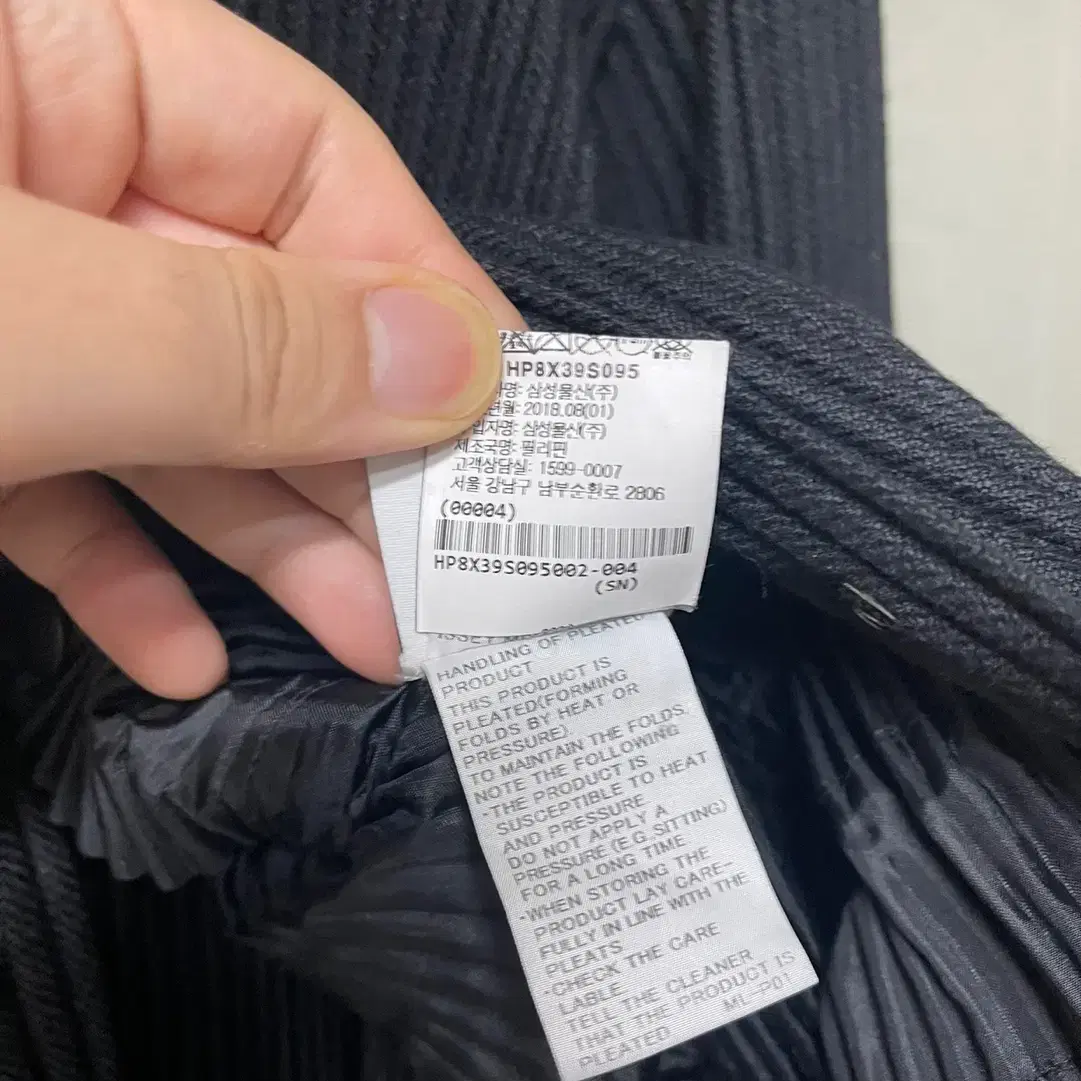 불꽃주의
HP8X39S095
자명: 삼성물산(주)
년월: 2018.08(01)
입자명: 삼성물산(주)
제조국명: 필리핀
고객상담실: 1599-0007
서울 강남구 남부순환로 2806
(00004)
HP8X39S095002-004
(SN)
HANDLING OF PLEATED
PRODUCT
THIS PRODUCT IS
PLEATED(FORMING
FOLDS BY HEAT OR
PRESSURE).
TO MAINTAIN THE FOLDS,
NOTE THE FOLLOWING
THE PRODUCT IS
SUSCEPTIBLE TO HEAT
AND PRESSURE
DO NOT APPLY A
PRESSURE (E.G.,SITTING)
FOR A LONG TIME
-WHEN STORING THE
PRODUCT LAY CARE-
FULLY IN LINE WITH THE
PLEATS
-CHECK THE CARE
LABLE
TELL THE CLEANER
THAT THE PRODUCT IS
PLEATED
ML-P01